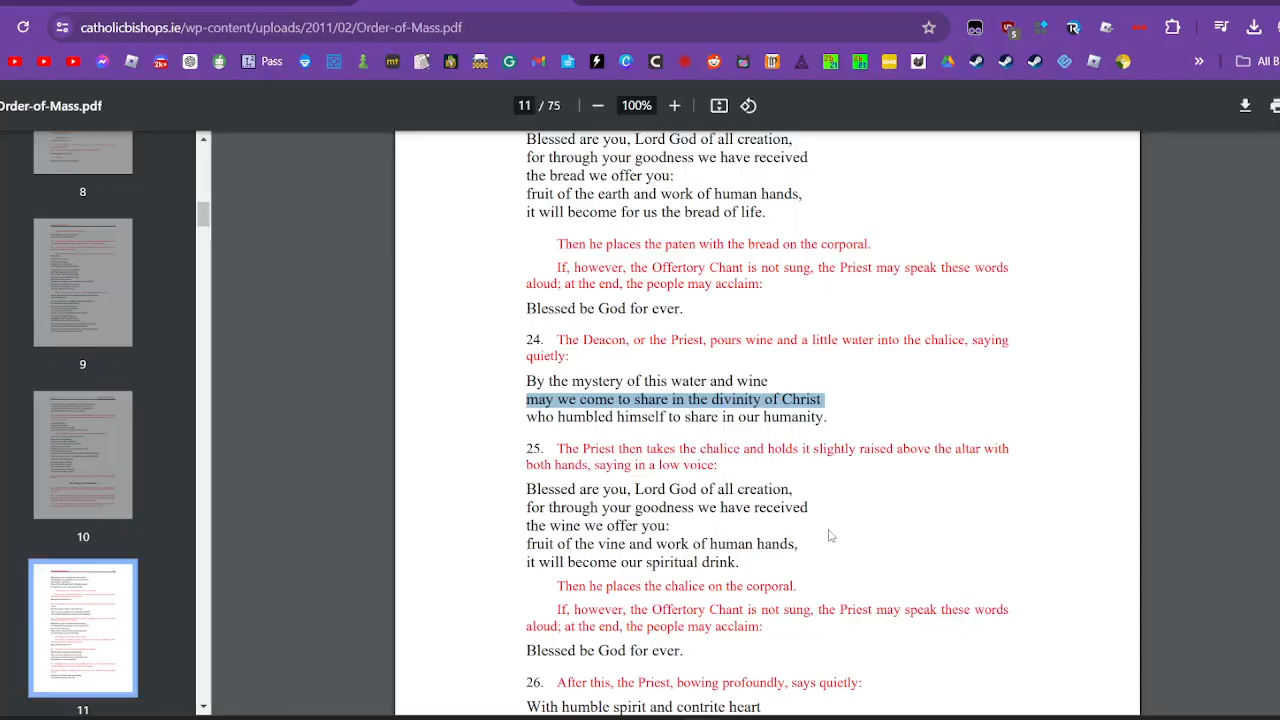 catholicbishops.ie/wp-content/uploads/2011/02/Order-of-Mass.pdf
Pass
All B
Order-of-Mass.pdf
11 / 75
100%
8
9
10
11
Blessed are you, Lord God of all creation,
for through your goodness we have received
the bread we offer you:
fruit of the earth and work of human hands,
it will become for us the bread of life.
Then he places the paten with the bread on the corporal.
If, however, the Offertory Chant is not sung, the Priest may speak these words
aloud; at the end, the people may acclaim:
Blessed be God for ever.
24. The Deacon, or the Priest, pours wine and a little water into the chalice, saying
quietly:
By the mystery of this water and wine
may we come to share in the divinity of Christ
who humbled himself to share in our humanity.
25. The Priest then takes the chalice and holds it slightly raised above the altar with
both hands, saying in a low voice:
Blessed are you, Lord God of all creation,
for through your goodness we have received
the wine we offer you:
fruit of the vine and work of human hands,
it will become our spiritual drink.
Then he places the chalice on the corporal.
If, however, the Offertory Chant is not sung, the Priest may speak these words
aloud; at the end, the people may acclaim:
Blessed be God for ever.
26. After this, the Priest, bowing profoundly, says quietly:
With humble spirit and contrite heart